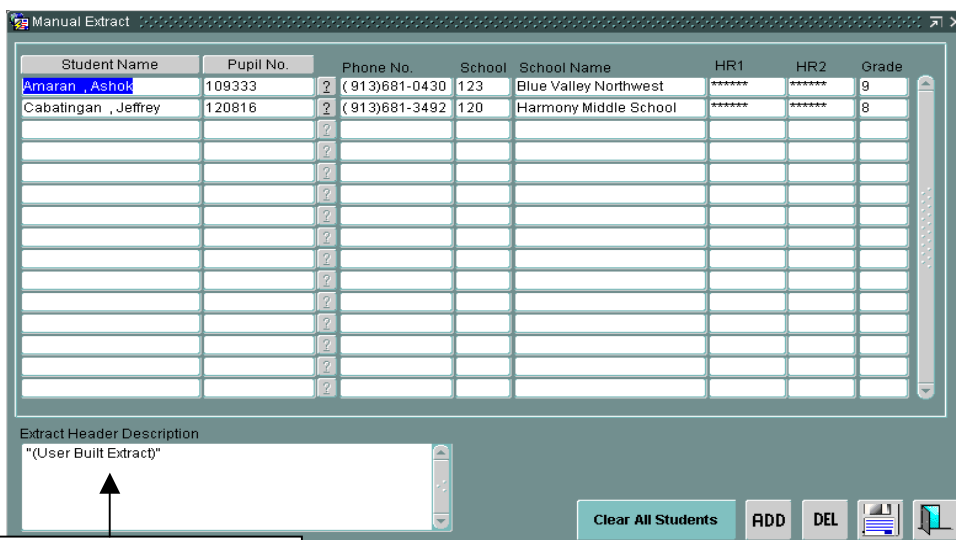 Manual Extract
Student Name Pupil No. Phone No. School School Name HR1 HR2 Grade
Amaran , Ashok 109333 ? ( 913)681-0430 123 Blue Valley Northwest ****** ****** 9
Cabatingan , Jeffrey 120816 ? ( 913)681-3492 120 Harmony Middle School ****** ****** 8
?
?
?
?
?
?
?
?
?
?
?
?
?
Extract Header Description
"(User Built Extract)"
Clear All Students ADD DEL